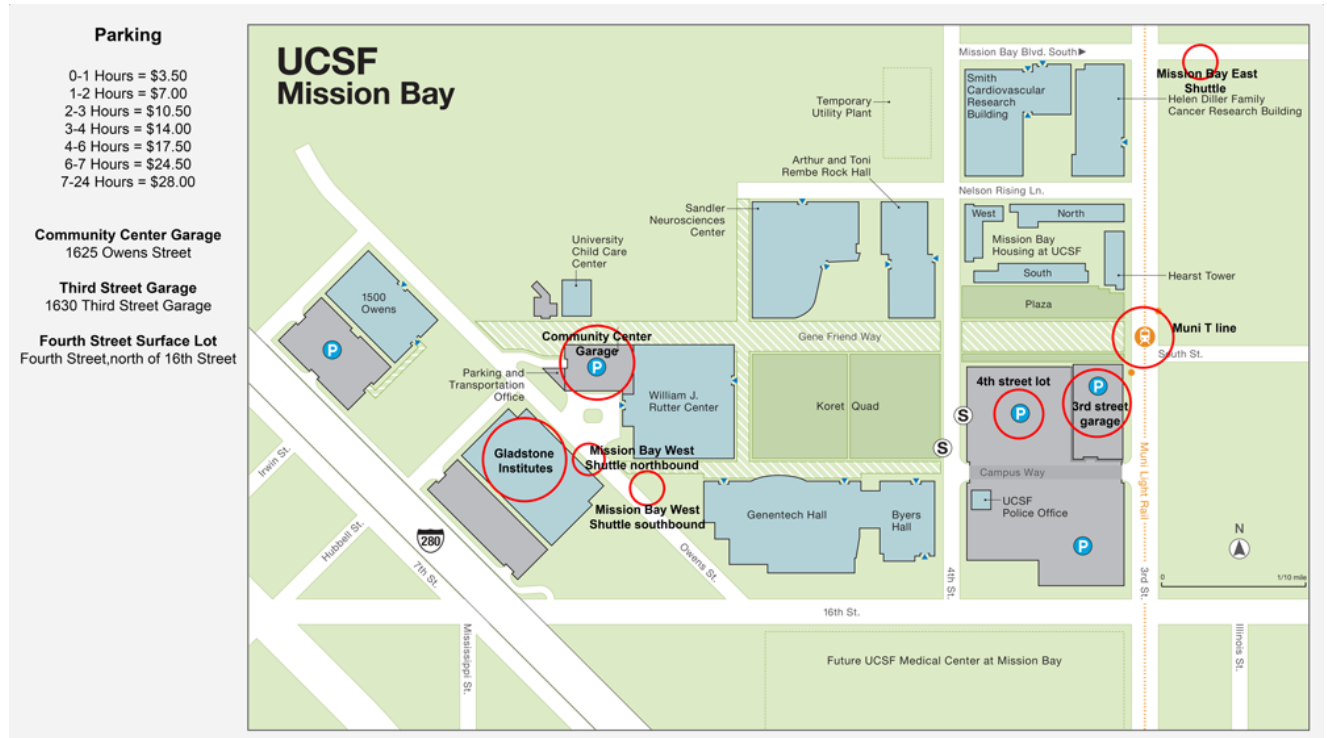 Parking
0-1 Hours = $3.50
1-2 Hours = $7.00
2-3 Hours = $10.50
3-4 Hours = $14.00
4-6 Hours = $17.50
6-7 Hours = $24.50
7-24 Hours = $28.00
Community Center Garage
1625 Owens Street
Third Street Garage
1630 Third Street Garage
Fourth Street Surface Lot
Fourth Street,north of 16th Street
UCSF
Mission Bay
Mission Bay Blvd. South
Mission Bay East
Shuttle
Smith
Cardiovascular
Research
Building
Helen Diller Family
Cancer Research Building
Temporary
Utility Plant
Arthur and Toni
Rembe Rock Hall
Nelson Rising Ln.
Sandler
Neurosciences
Center
West
North
Mission Bay
Housing at UCSF
South
Hearst Tower
University
Child Care
Center
1500
Owens
Plaza
P
Community Center
Garage
P
Gene Friend Way
Muni T line
South St.
Parking and
Transportation
Office
William J.
Rutter Center
Koret Quad
4th street lot
P
P
3rd street
garage
S
S
Gladstone
Institutes
Mission Bay West
Shuttle northbound
Mission Bay West
Shuttle southbound
Campus Way
Muni Light Rail
UCSF
Police Office
P
Genentech Hall
Byers
Hall
Irwin St.
Hubbell St.
280
7th St.
Owens St.
4th St.
3rd St.
N
0
1/10 mile
16th St.
Mississippi St.
Illinois St.
Future UCSF Medical Center at Mission Bay